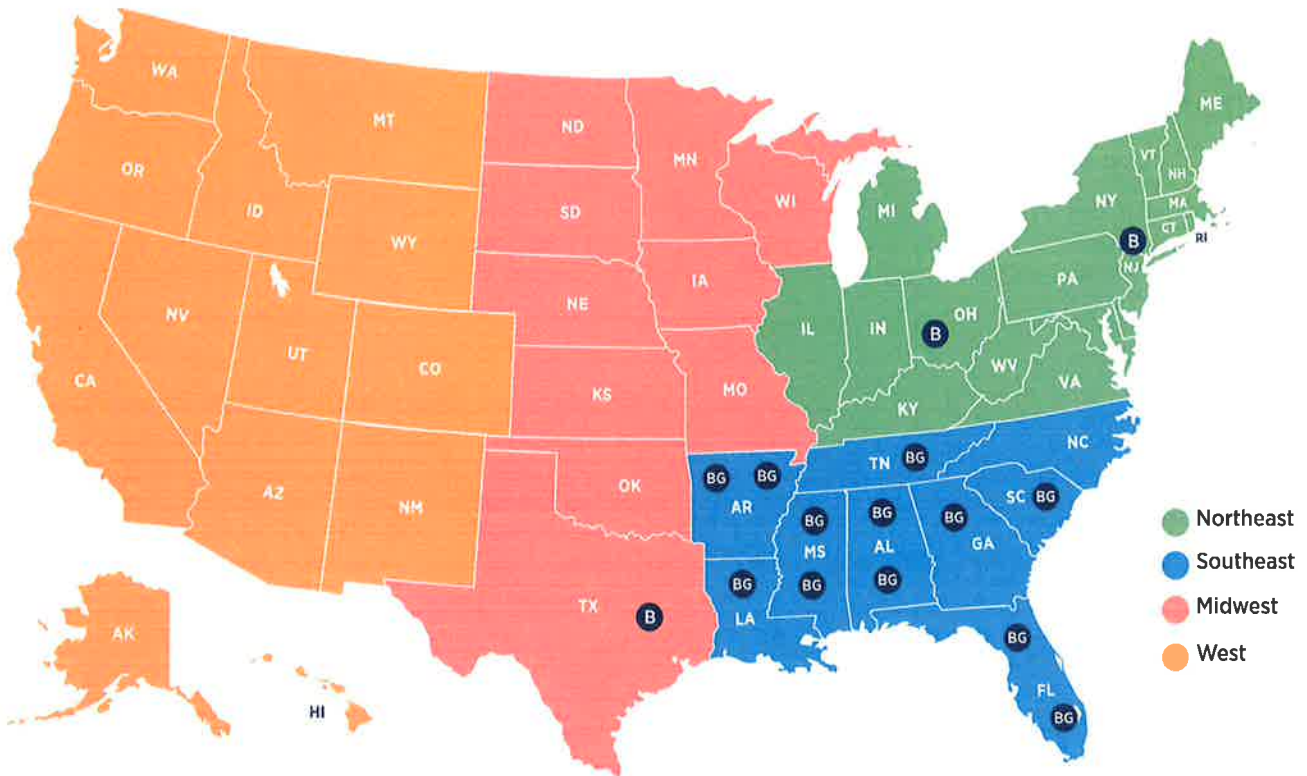 WA
MT
ND
MN
ME
VT
NH
OR
ID
SD
WI
MI
NY
MA
CT
RI
B
WY
NE
IA
PA
NJ
NV
UT
CO
KS
MO
IL
IN
OH
B
WV
VA
KY
CA
AZ
NM
OK
AR
BG
BG
TN
BG
NC
SC
BG
MS
BG
BG
AL
BG
BG
GA
BG
TX
B
LA
BG
BG
FL
BG
AK
HI
Northeast
Southeast
Midwest
West